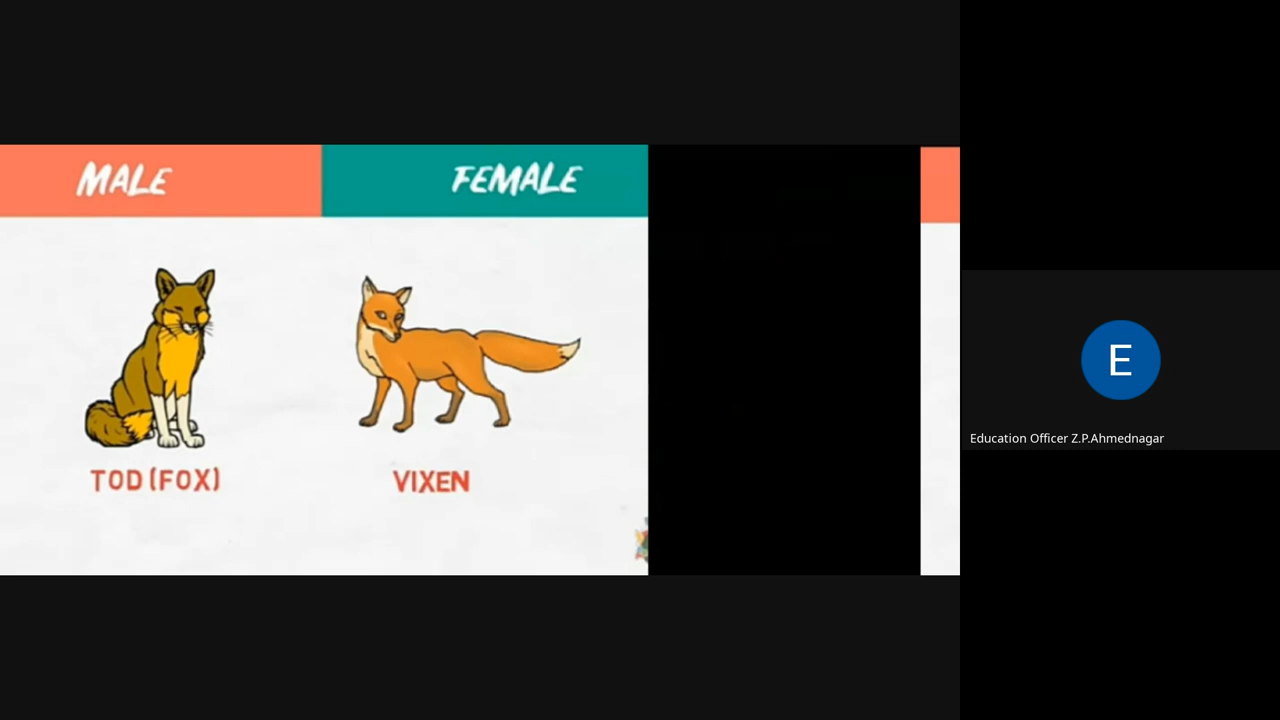 MALE
FEMALE
TOD (FOX)
VIXEN
E
Education Officer Z.P.Ahmednagar